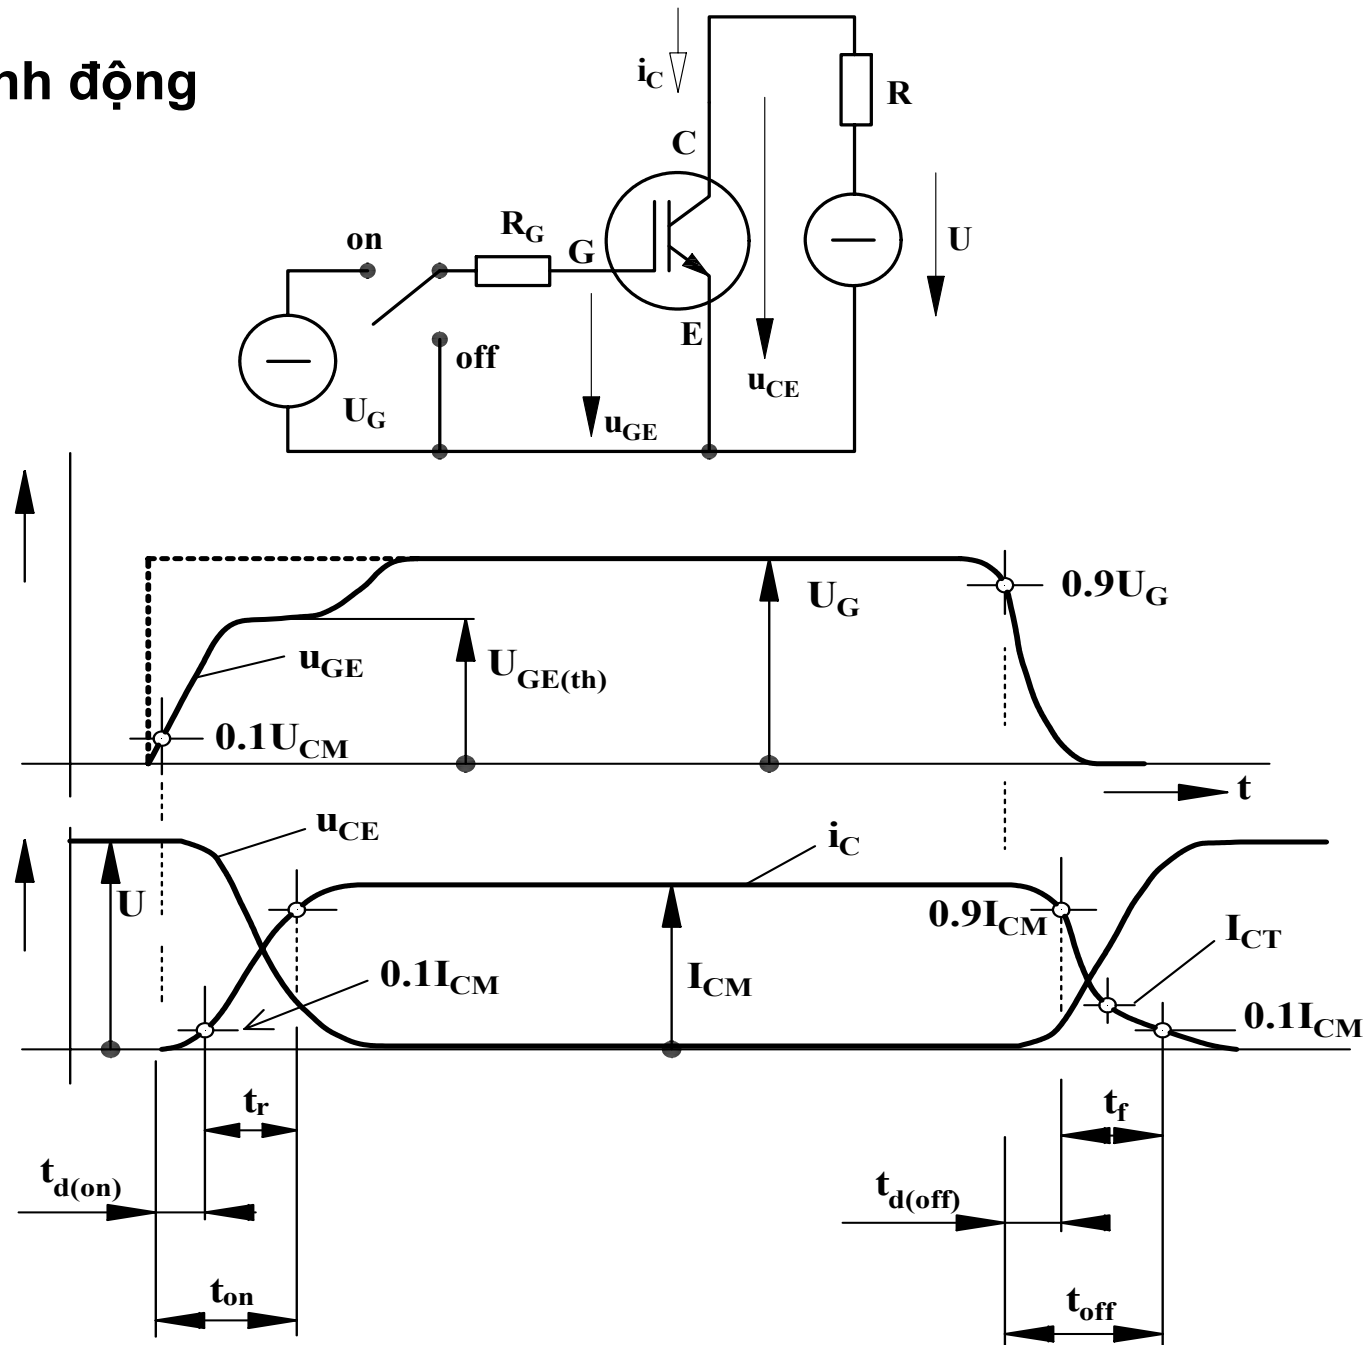 nh động
i_C
R
C
R_G
on
G
U
E
off
u_CE
U_G
u_GE
0.9U_G
U_G
u_GE
U_GE(th)
0.1U_CM
t
u_CE
i_C
U
0.9I_CM
I_CT
0.1I_CM
I_CM
0.1I_CM
t_r
t_f
t_d(on)
t_d(off)
t_on
t_off